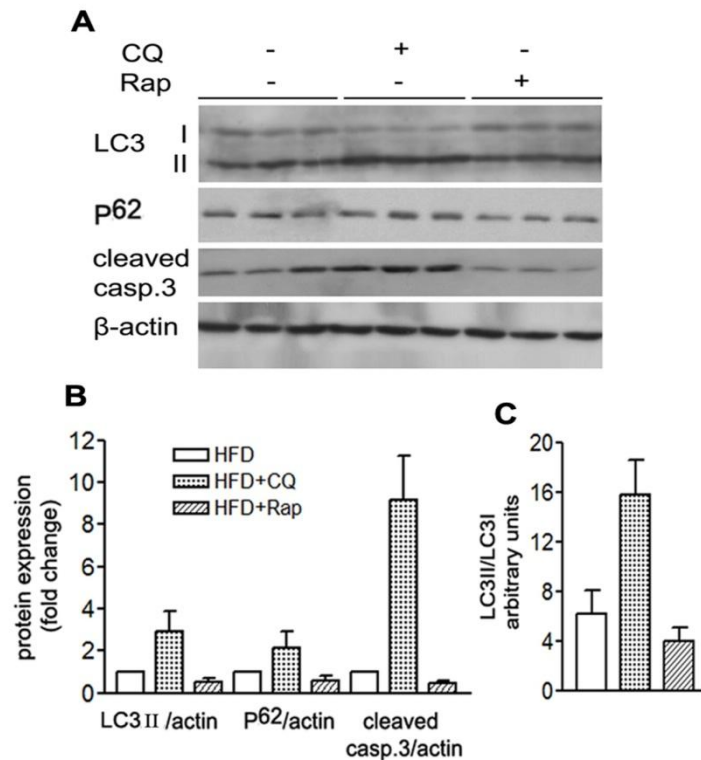 A
CQ - + -
Rap - - +
LC3 I
II
P62
cleaved
casp.3
β-actin
B
protein expression
(fold change)
12
10
8
6
4
2
0
HFD
HFD+CQ
HFD+Rap
LC3 II /actin P62/actin cleaved
casp.3/actin
C
LC3II/LC3I
arbitrary units
20
16
12
8
4
0